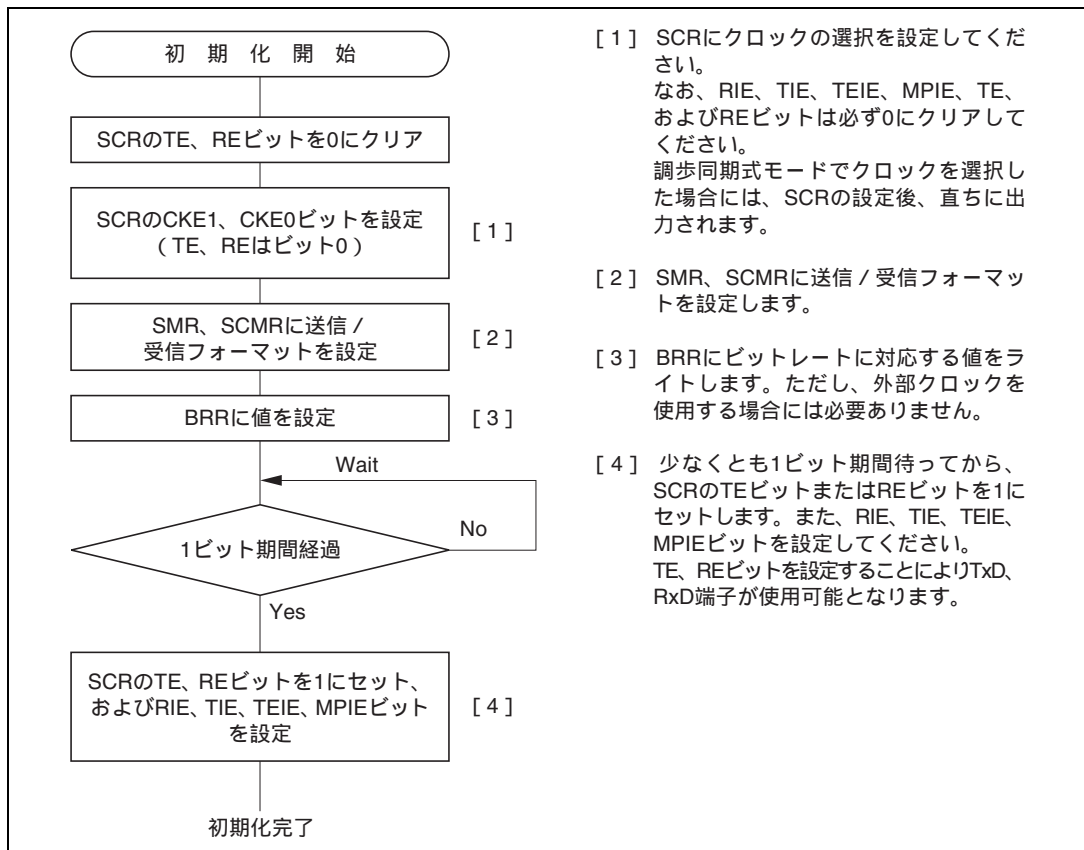 初 期 化 開 始
SCRのTE、REビットを0にクリア
SCRのCKE1、CKE0ビットを設定
( TE、REはビット0 )
[ 1 ]
SMR、SCMRに送信 /
受信フォーマットを設定
[ 2 ]
BRRに値を設定
[ 3 ]
Wait
1ビット期間経過
No
Yes
SCRのTE、REビットを1にセット、
およびRIE、TIE、TEIE、MPIEビット
を設定
[ 4 ]
初期化完了
[ 1 ] SCRにクロックの選択を設定してくだ
さい。
なお、RIE、TIE、TEIE、MPIE、TE、
およびREビットは必ず0にクリアして
ください。
調歩同期式モードでクロックを選択し
た場合には、SCRの設定後、直ちに出
力されます。
[ 2 ] SMR、SCMRに送信 / 受信フォーマッ
トを設定します。
[ 3 ] BRRにビットレートに対応する値をラ
イトします。ただし、外部クロックを
使用する場合には必要ありません。
[ 4 ] 少なくとも1ビット期間待ってから、
SCRのTEビットまたはREビットを1に
セットします。また、RIE、TIE、TEIE、
MPIEビットを設定してください。
TE、REビットを設定することによりTxD、
RxD端子が使用可能となります。